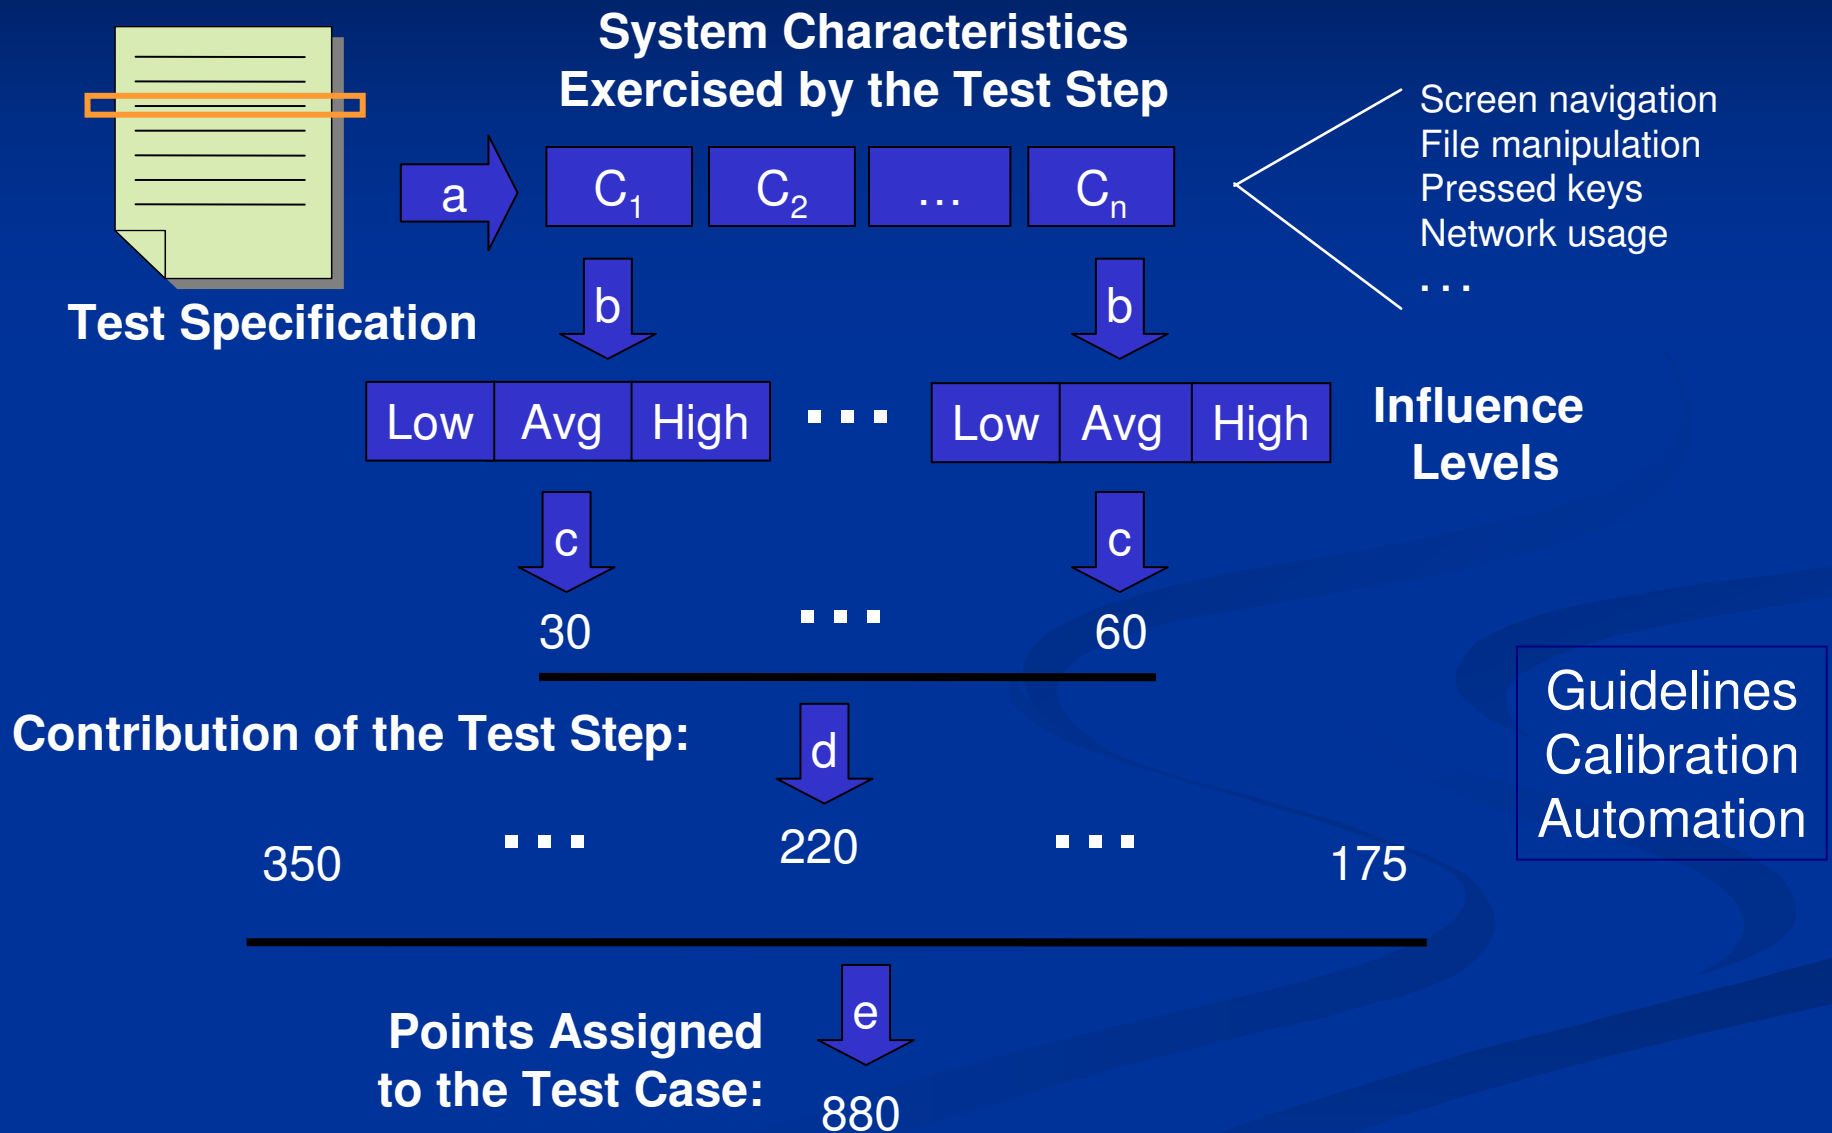 System Characteristics
Exercised by the Test Step
Screen navigation
File manipulation
Pressed keys
Network usage
. . .
a
C1 C2 … Cn
Test Specification
b b
Low Avg High ... Low Avg High
Influence
Levels
c c
30 ... 60
Contribution of the Test Step:
d
350 ... 220 ... 175
Guidelines
Calibration
Automation
e
Points Assigned
to the Test Case:
880